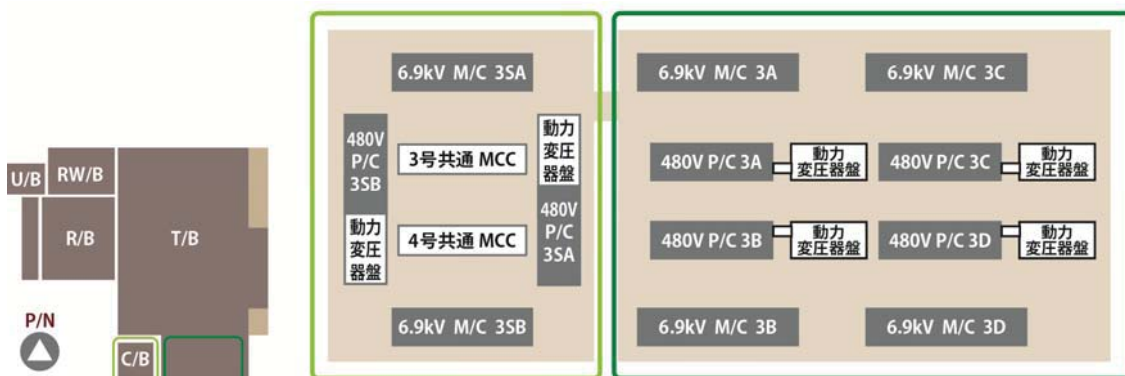 U/B
RW/B
R/B
T/B
P/N
C/B
6.9kV M/C 3SA
480V
P/C
3SB
動力
変圧
器盤
3号共通 MCC
4号共通 MCC
動力
変圧
器盤
480V
P/C
3SA
6.9kV M/C 3SB
6.9kV M/C 3A
6.9kV M/C 3C
480V P/C 3A
動力
変圧器盤
480V P/C 3C
動力
変圧器盤
480V P/C 3B
動力
変圧器盤
480V P/C 3D
動力
変圧器盤
6.9kV M/C 3B
6.9kV M/C 3D